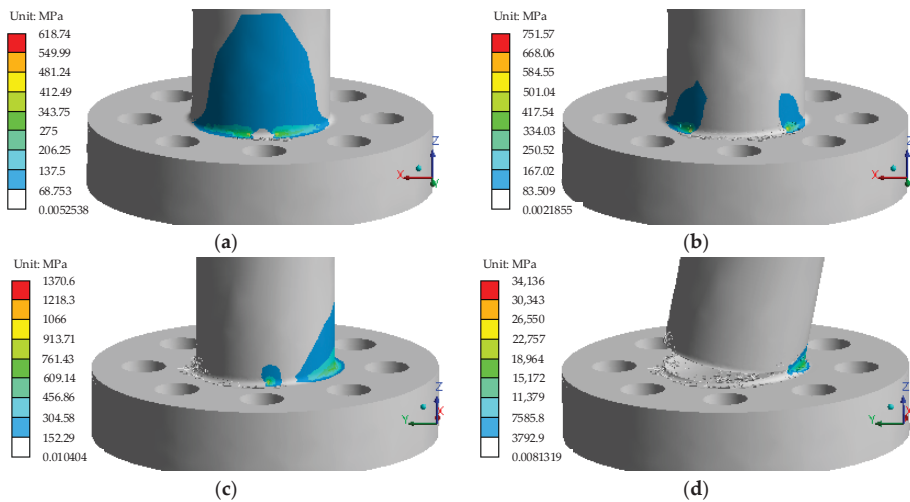 Unit: MPa
618.74
549.99
481.24
412.49
343.75
275
206.25
137.5
68.753
0.0052538
Z
X
Y
(a)
Unit: MPa
751.57
668.06
584.55
501.04
417.54
334.03
250.52
167.02
83.509
0.0021855
Z
X
Y
(b)
Unit: MPa
1370.6
1218.3
1066
913.71
761.43
609.14
456.86
304.58
152.29
0.010404
Z
X
Y
(c)
Unit: MPa
34,136
30,343
26,550
22,757
18,964
15,172
11,379
7585.8
3792.9
0.0081319
Z
X
Y
(d)